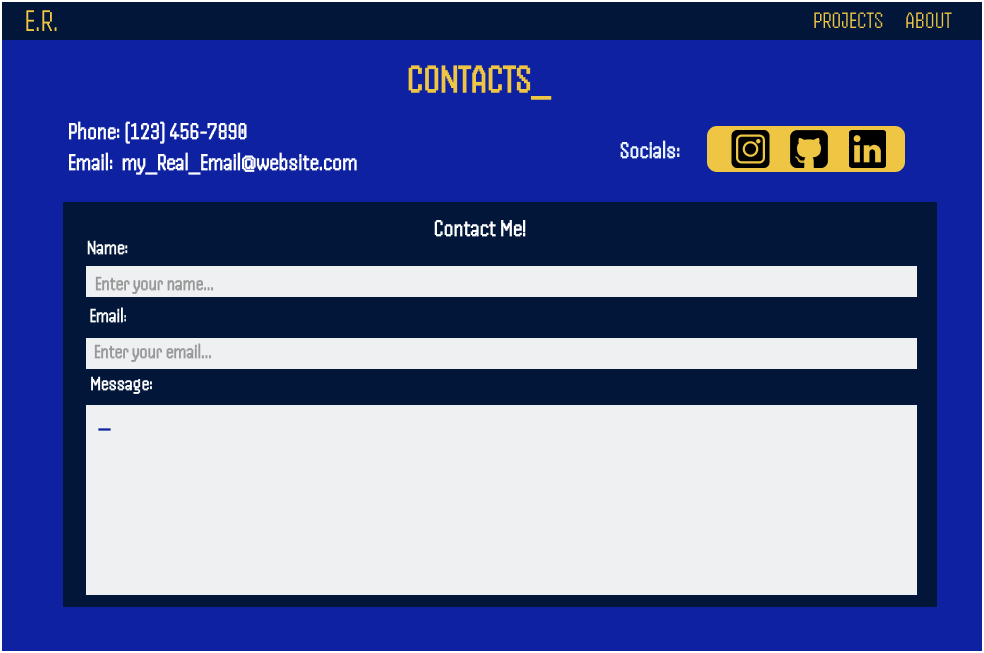 E.R.
PROJECTS ABOUT
CONTACTS_
Phone: [123] 456-7890
Email: my_Real_Email@website.com
Socials:
in
Contact Me!
Name:
Enter your name...
Email:
Enter your email...
Message:
_